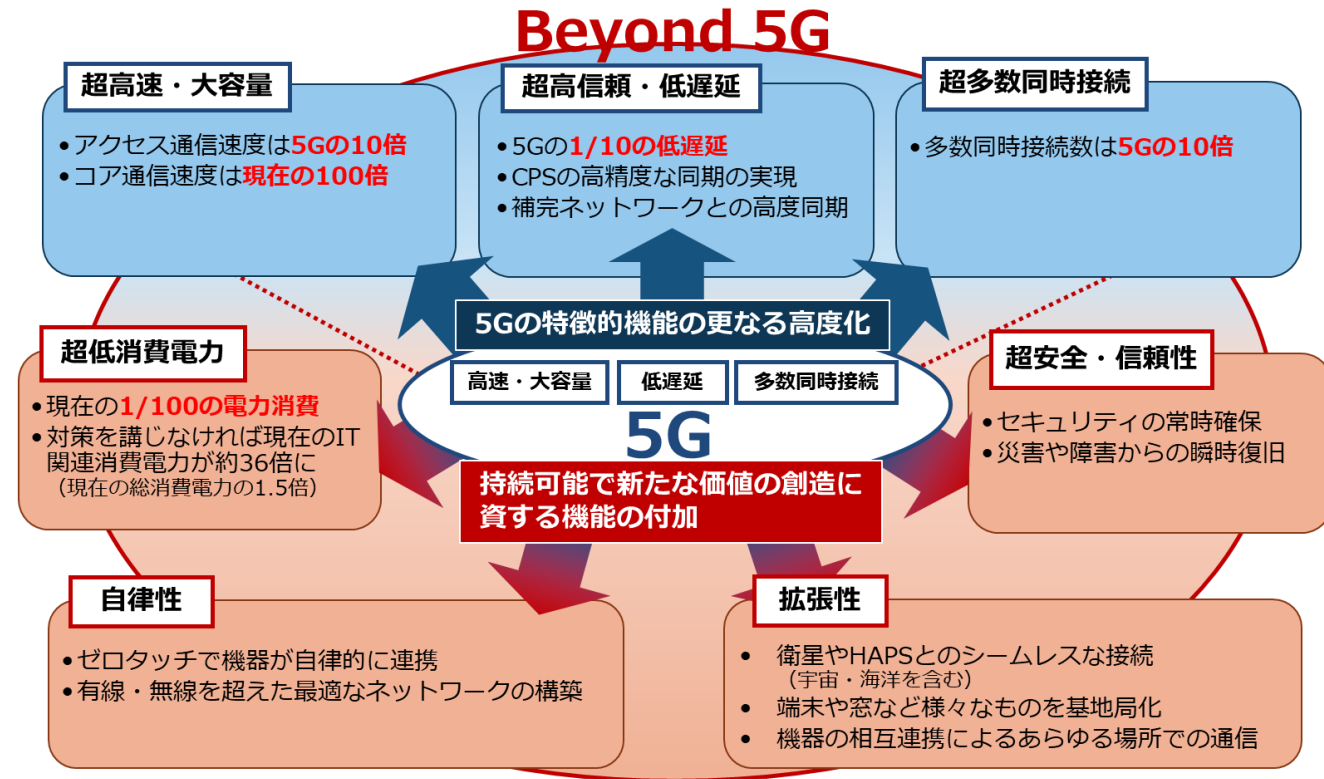 Beyond 5G
超高速・大容量
•アクセス通信速度は5Gの10倍
•コア通信速度は現在の100倍
超高信頼・低遅延
•5Gの1/10の低遅延
•CPSの高精度な同期の実現
•補完ネットワークとの高度同期
超多数同時接続
•多数同時接続数は5Gの10倍
5Gの特徴的機能の更なる高度化
高速・大容量
低遅延
多数同時接続
5G
持続可能で新たな価値の創造に
資する機能の付加
超低消費電力
•現在の1/100の電力消費
•対策を講じなければ現在のIT
関連消費電力が約36倍に
（現在の総消費電力の1.5倍）
超安全・信頼性
•セキュリティの常時確保
•災害や障害からの瞬時復旧
自律性
•ゼロタッチで機器が自律的に連携
•有線・無線を超えた最適なネットワークの構築
拡張性
• 衛星やHAPSとのシームレスな接続
（宇宙・海洋を含む）
• 端末や窓など様々なものを基地局化
• 機器の相互連携によるあらゆる場所での通信